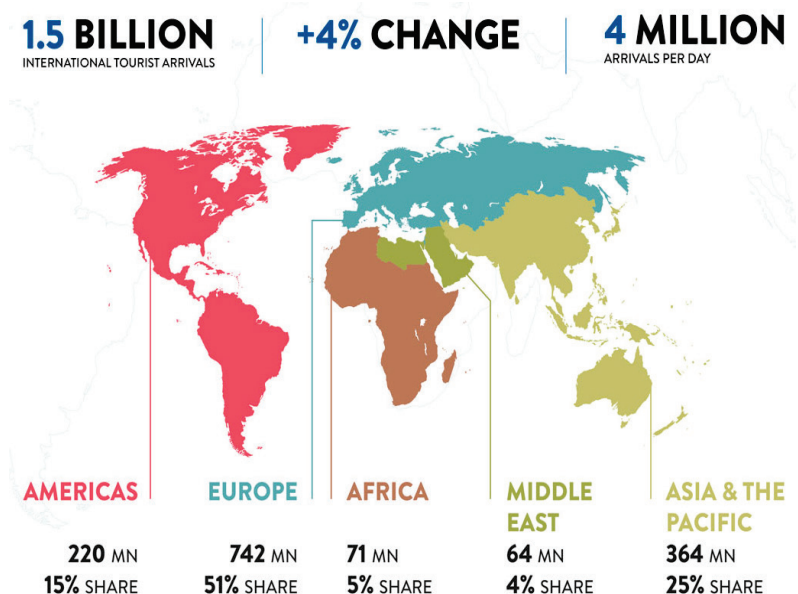 1.5 BILLION
INTERNATIONAL TOURIST ARRIVALS
+4% CHANGE
4 MILLION
ARRIVALS PER DAY
AMERICAS
220 MN
15% SHARE
EUROPE
742 MN
51% SHARE
AFRICA
71 MN
5% SHARE
MIDDLE
EAST
64 MN
4% SHARE
ASIA & THE
PACIFIC
364 MN
25% SHARE